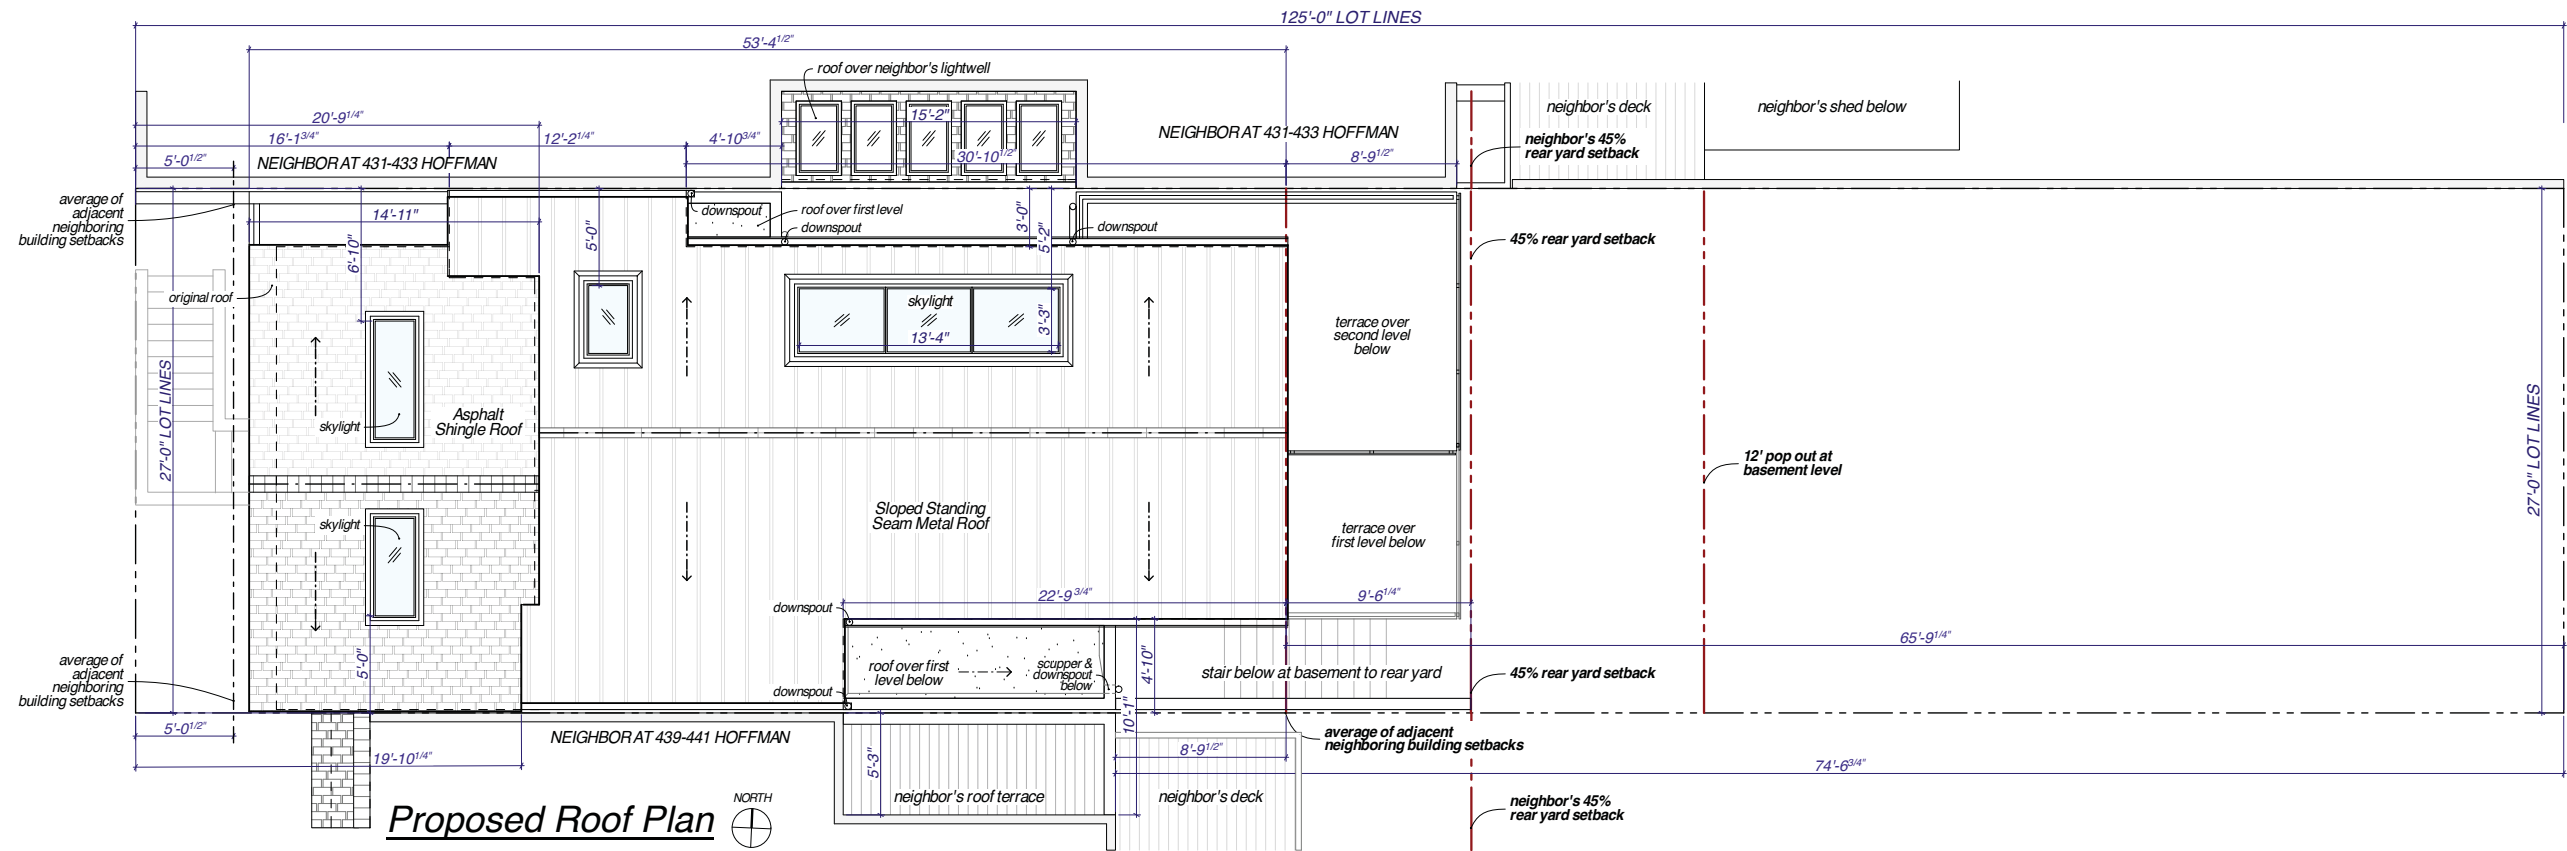 125'-0" LOT LINES
53'-4 1/2"
roof over neighbor's lightwell
20'-9 1/4"
16'-1 3/4"
12'-2 1/4"
4'-10 3/4"
15'-2"
NEIGHBOR AT 431-433 HOFFMAN
neighbor's deck
neighbor's shed below
neighbor's 45%
rear yard setback
5'-0 1/2"
NEIGHBOR AT 431-433 HOFFMAN
30'-10 1/2"
8'-9 1/2"
average of
adjacent
neighboring
building setbacks
14'-11"
6'-10"
5'-0"
downspout
roof over first level
downspout
3'-0"
5'-2"
downspout
45% rear yard setback
original roof
skylight
13'-4"
3'-3"
terrace over
second level
below
27'-0" LOT LINES
skylight
Asphalt
Shingle Roof
12' pop out at
basement level
27'-0" LOT LINES
skylight
Sloped Standing
Seam Metal Roof
terrace over
first level below
downspout
22'-9 3/4"
9'-6 1/4"
65'-9 1/4"
average of
adjacent
neighboring
building setbacks
5'-0"
roof over first
level below
scupper &
downspout
below
4'-10"
stair below at basement to rear yard
45% rear yard setback
downspout
10'-1"
5'-0 1/2"
NEIGHBOR AT 439-441 HOFFMAN
average of adjacent
neighboring building setbacks
19'-10 1/4"
5'-3"
8'-9 1/2"
74'-6 3/4"
neighbor's roof terrace
neighbor's deck
neighbor's 45%
rear yard setback
Proposed Roof Plan
NORTH